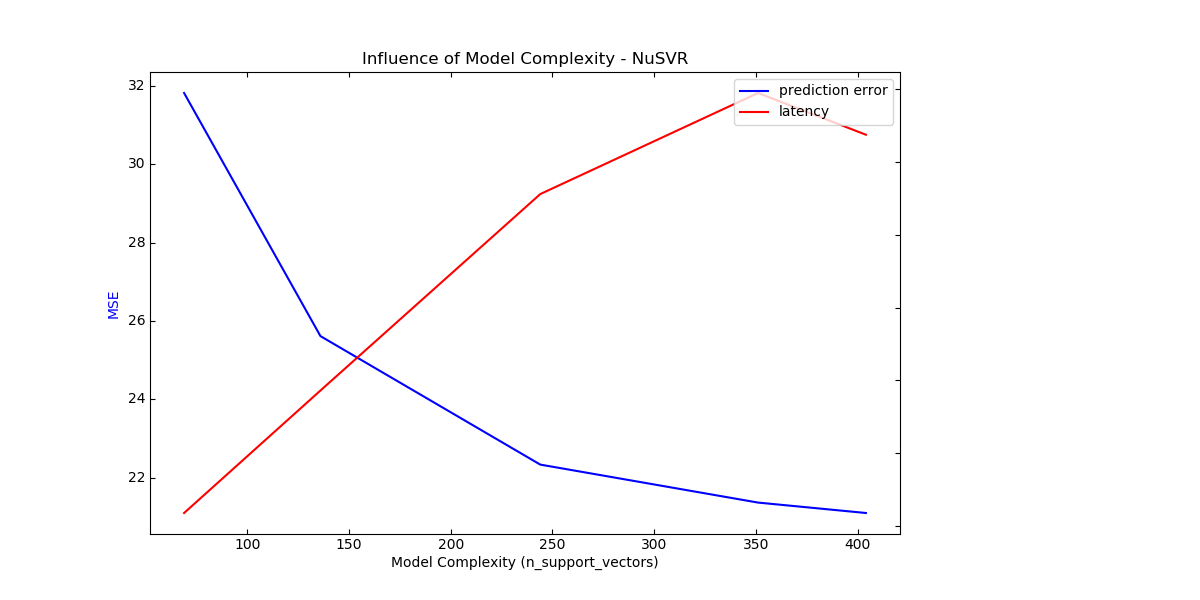 Influence of Model Complexity - NuSVR
prediction error
latency
32
30
28
26
24
22
MSE
100 150 200 250 300 350 400
Model Complexity (n_support_vectors)